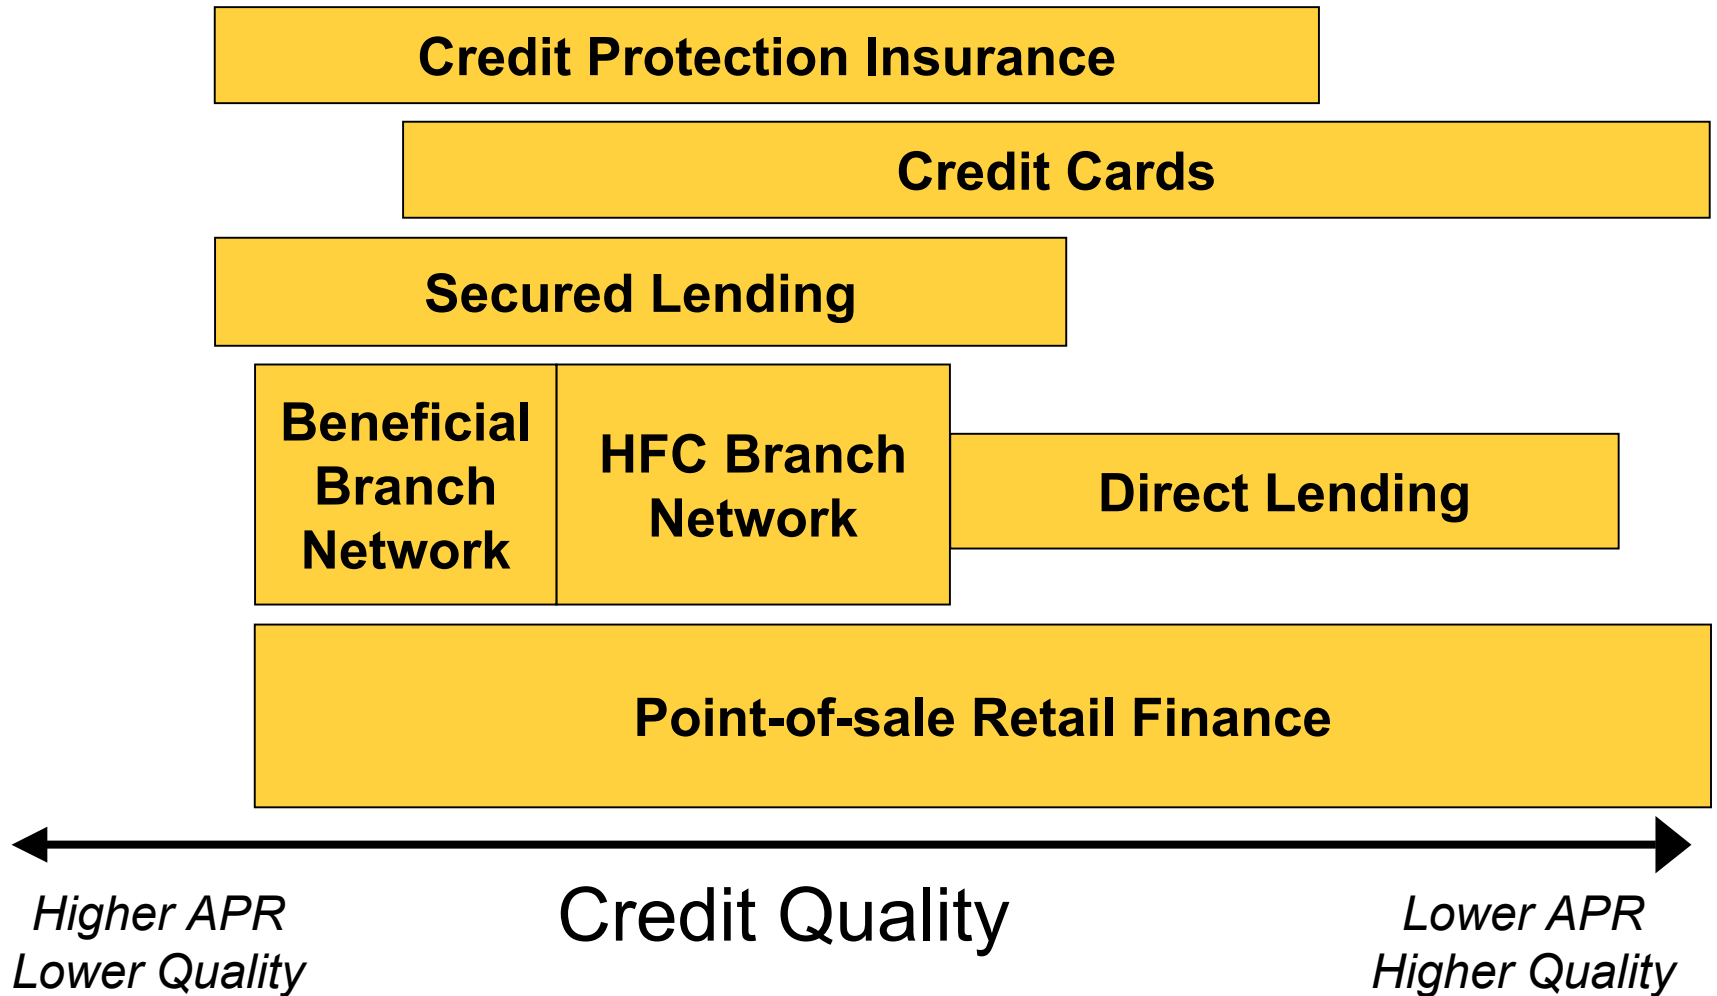 Credit Protection Insurance
Credit Cards
Secured Lending
Beneficial
Branch
Network
HFC Branch
Network
Direct Lending
Point-of-sale Retail Finance
Higher APR
Lower Quality
Credit Quality
Lower APR
Higher Quality